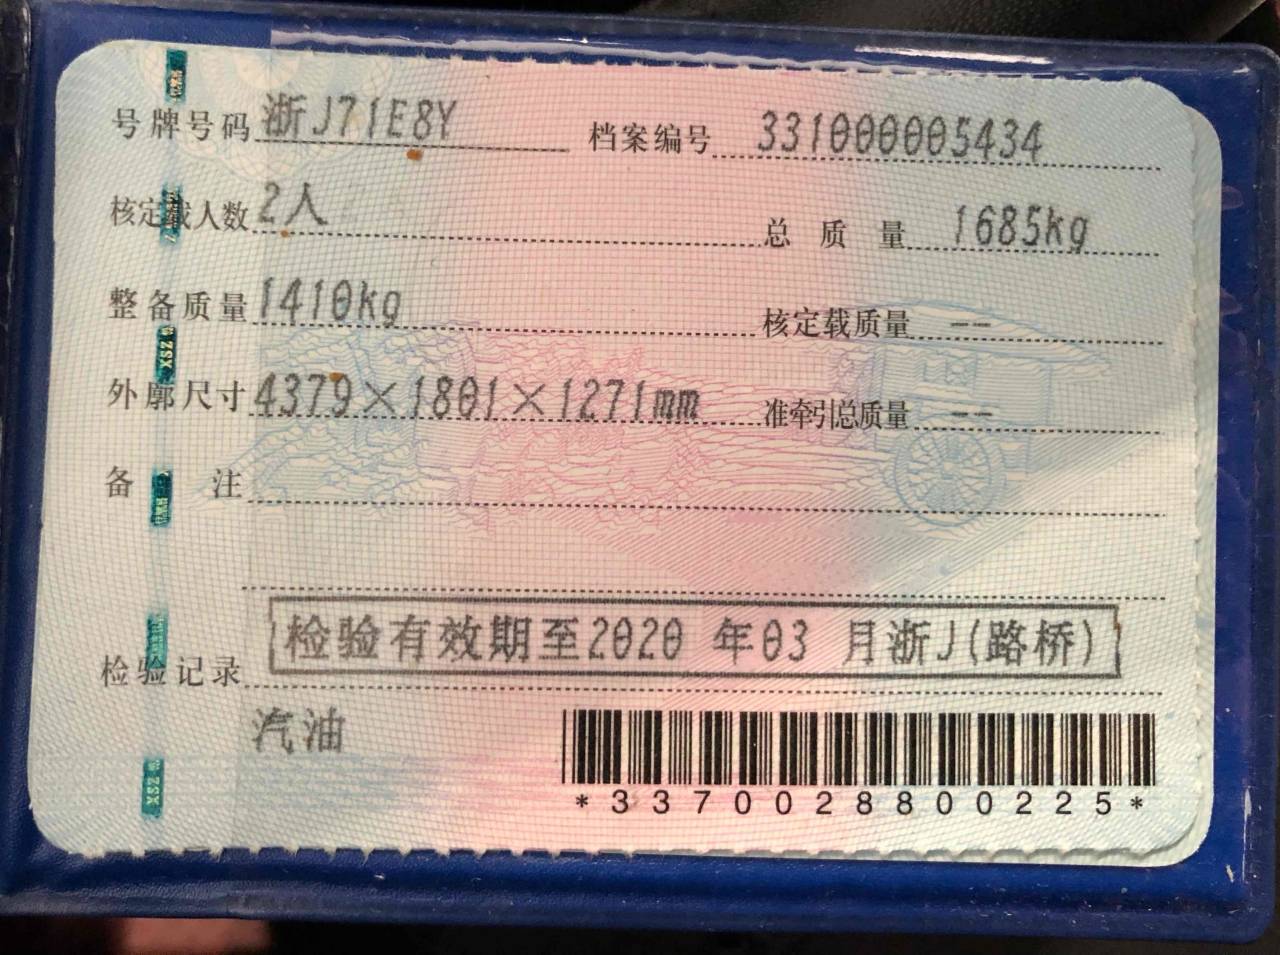 号牌号码 浙J71E8Y 档案编号 331000005434
核定载人数 2人 总质量 1685kg
整备质量 1410kg 核定载质量 --
外廓尺寸 4379×1801×1271mm 准牵引总质量 --
备注
检验记录 检验有效期至2020 年03 月浙J(路桥)
汽油
*3370028800225*